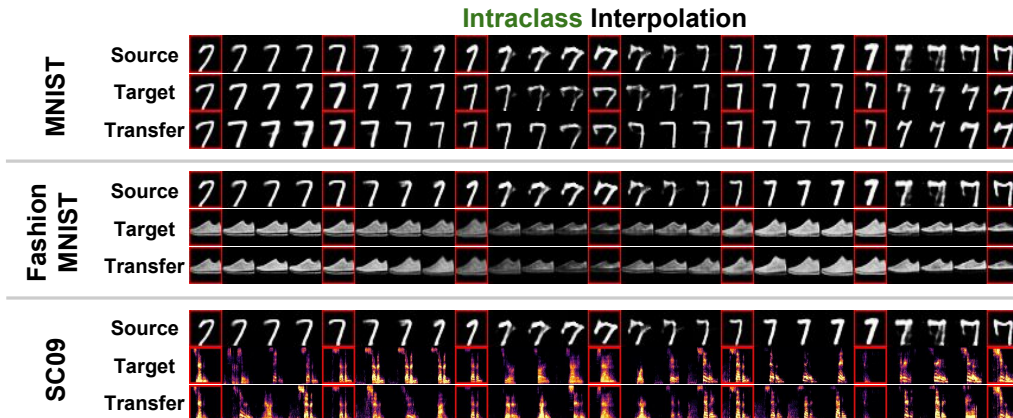 Intraclass Interpolation
MNIST
Source
Target
Transfer
Fashion
MNIST
Source
Target
Transfer
SC09
Source
Target
Transfer